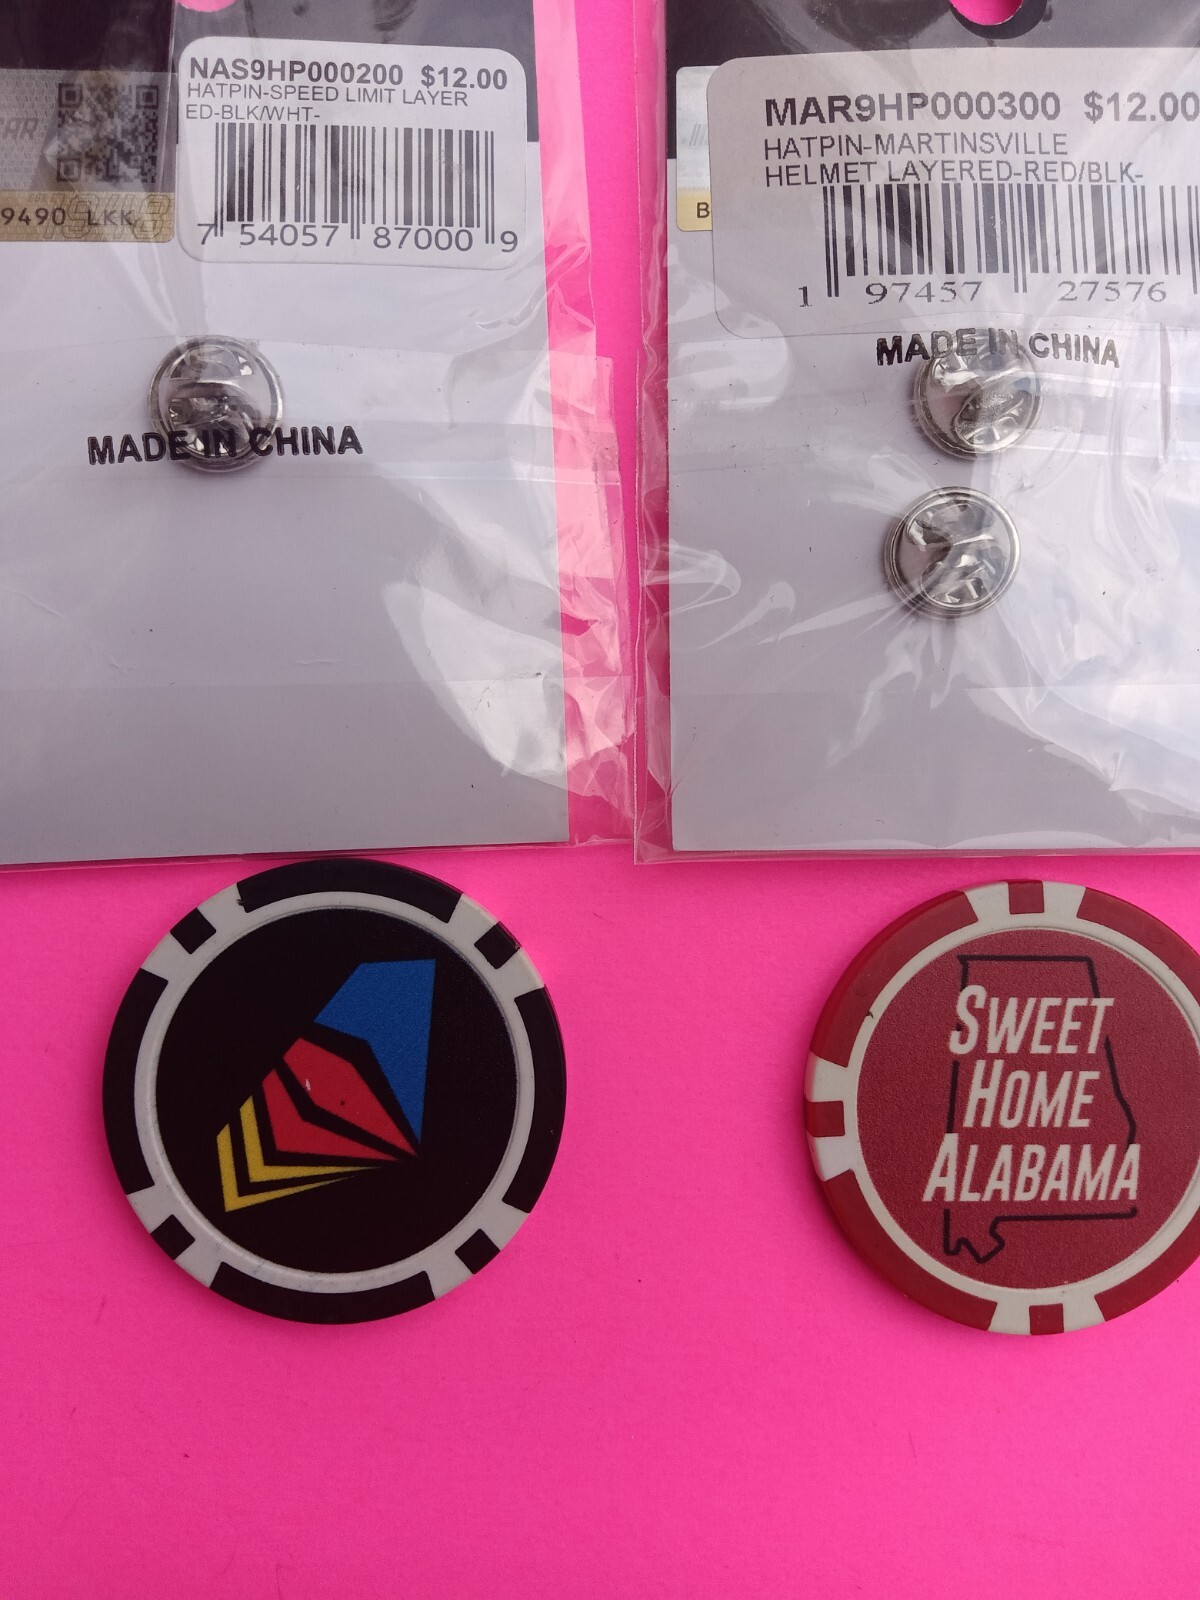 NAS9HP000200 $12.00
HATPIN-SPEED LIMIT LAYER
ED-BLK/WHT-
7 54057 87000 9
9490 LKK
MADE IN CHINA
MAR9HP000300 $12.00
HATPIN-MARTINSVILLE
HELMET LAYERED-RED/BLK-
B
1 97457 27576
MADE IN CHINA
SWEET
HOME
ALABAMA